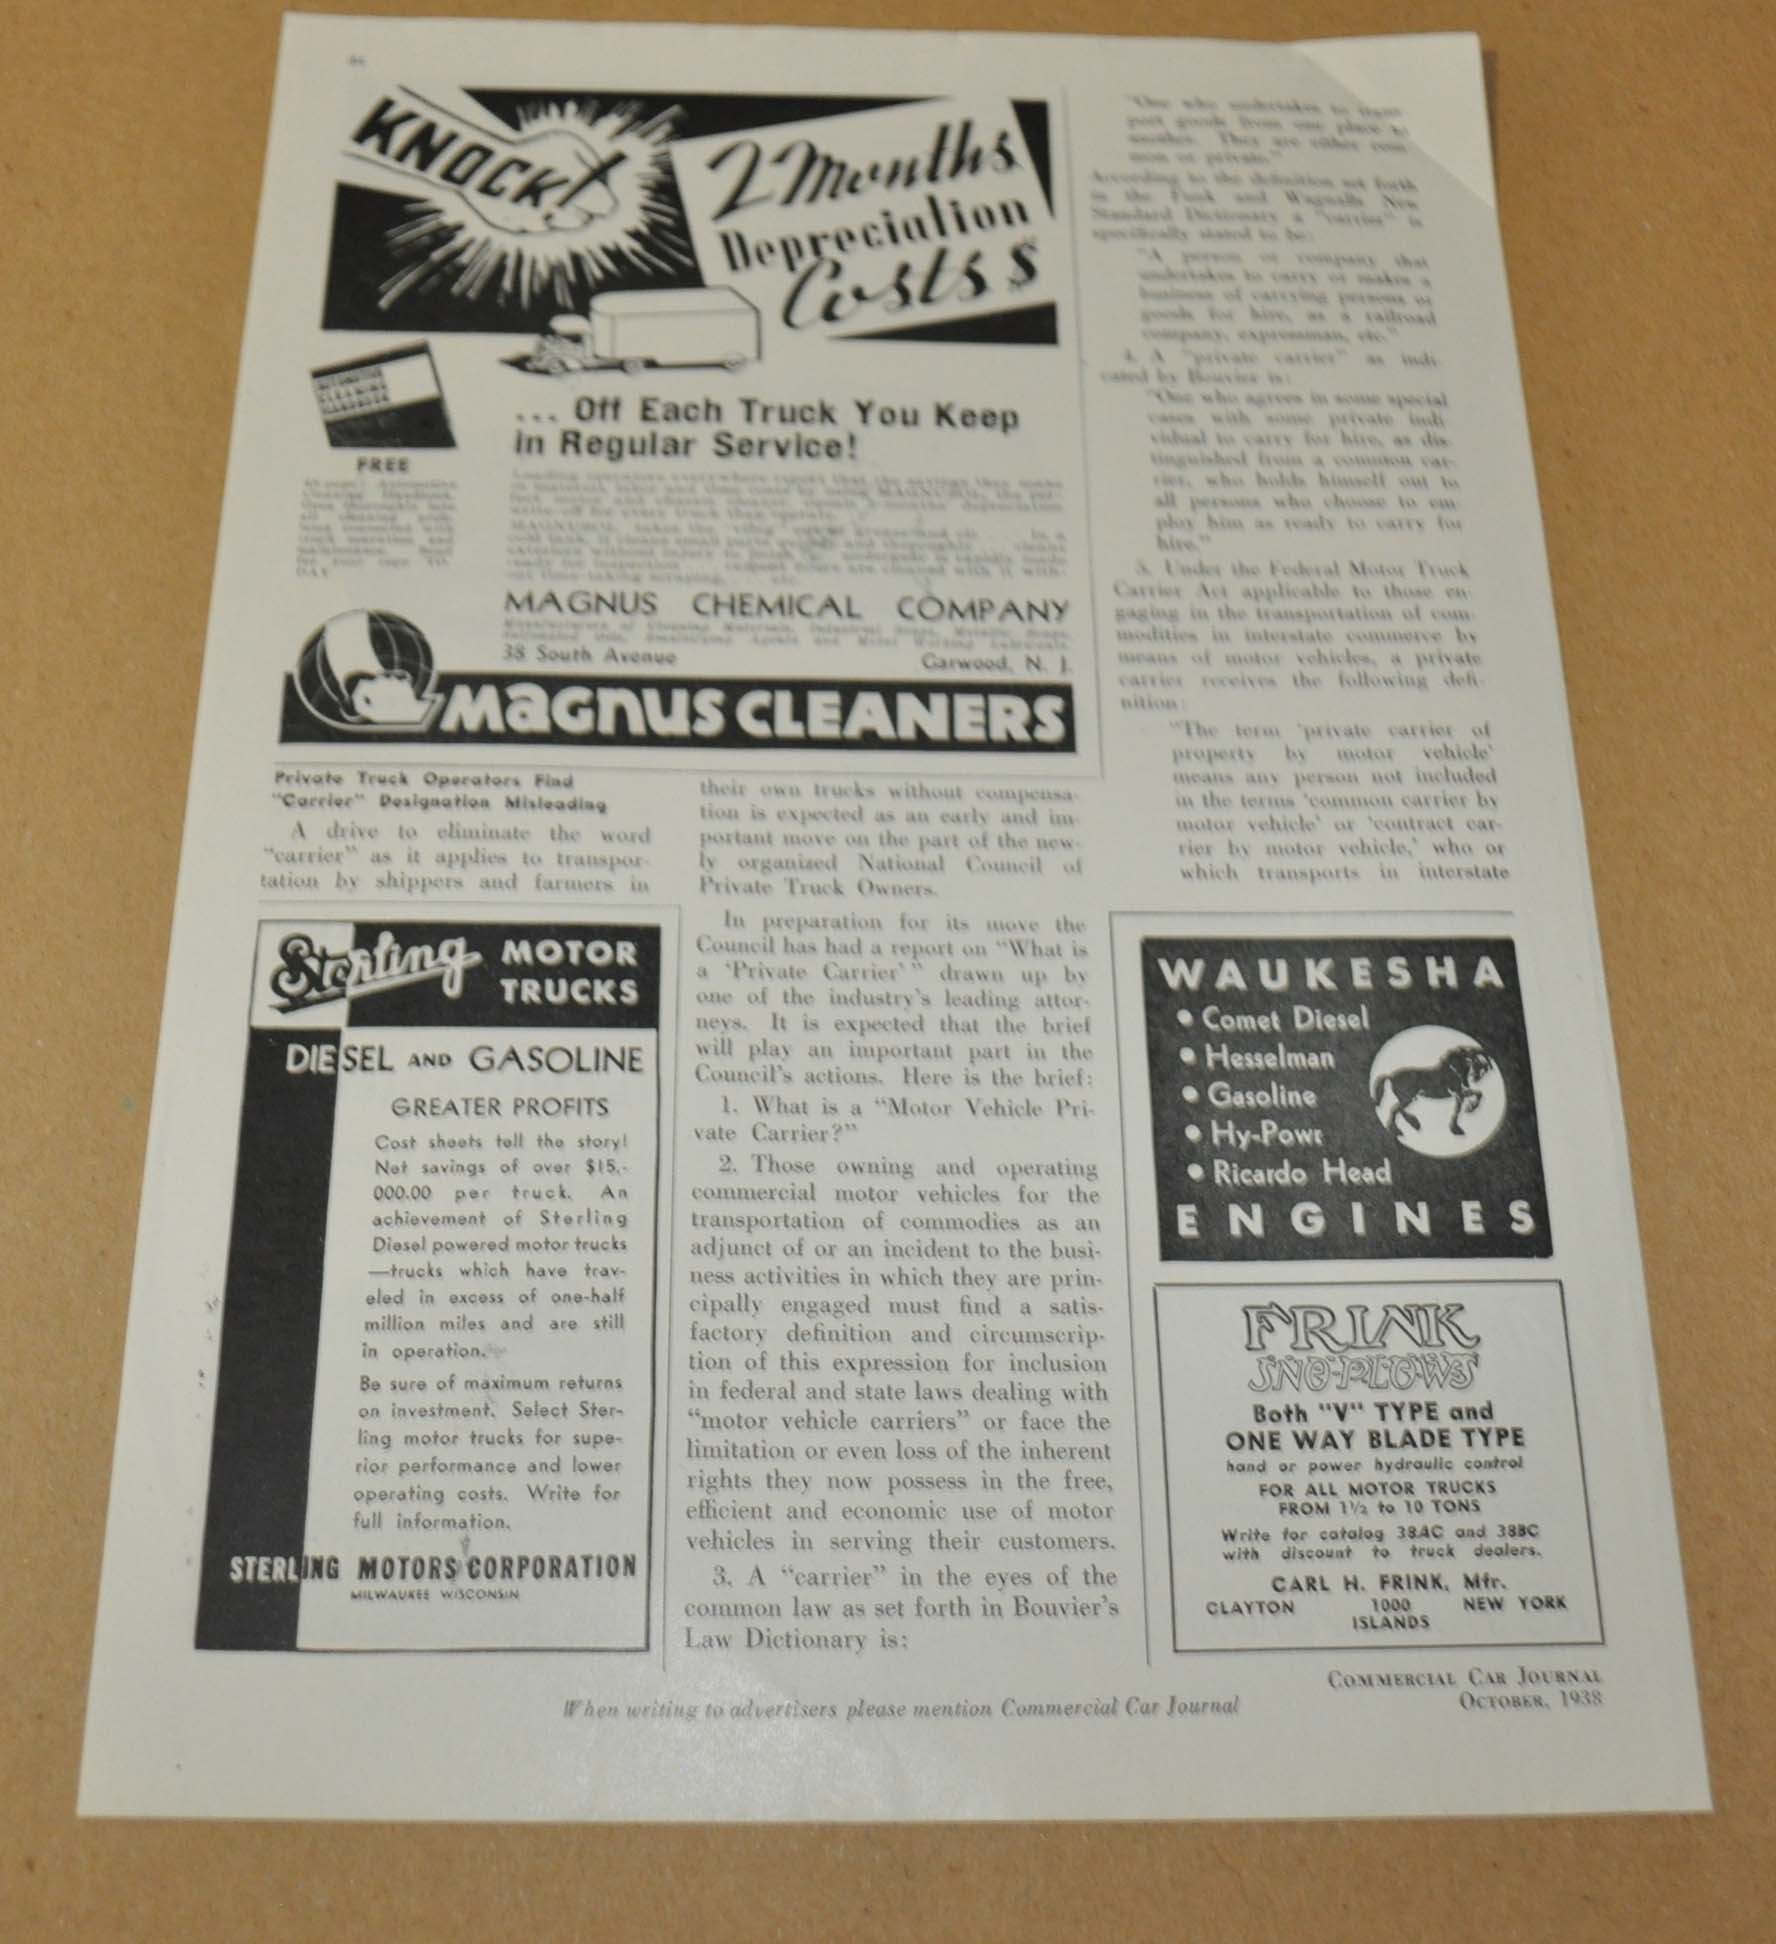 KNOCK
2 Months
Depreciation
Costs $
... Off Each Truck You Keep
in Regular Service!
FREE
MAGNUS CHEMICAL COMPANY
38 South Avenue
Garwood, N. J.
MAGNUS CLEANERS
Private Truck Operators Find
"Carrier" Designation Misleading
A drive to eliminate the word
"carrier" as it applies to transpor-
tation by shippers and farmers in
Sterling MOTOR
TRUCKS
DIESEL AND GASOLINE
GREATER PROFITS
Cost sheets tell the story!
Net savings of over $15,-
000.00 per truck. An
achievement of Sterling
Diesel powered motor trucks
—trucks which have trav-
eled in excess of one-half
million miles and are still
in operation.
Be sure of maximum returns
on investment. Select Ster-
ling motor trucks for supe-
rior performance and lower
operating costs. Write for
full information.
STERLING MOTORS CORPORATION
MILWAUKEE WISCONSIN
their own trucks without compensa-
tion is expected as an early and im-
portant move on the part of the new-
ly organized National Council of
Private Truck Owners.
In preparation for its move the
Council has had a report on "What is
a 'Private Carrier'" drawn up by
one of the industry's leading attor-
neys. It is expected that the brief
will play an important part in the
Council's actions. Here is the brief:
1. What is a "Motor Vehicle Pri-
vate Carrier?"
2. Those owning and operating
commercial motor vehicles for the
transportation of commodies as an
adjunct of or an incident to the busi-
ness activities in which they are prin-
cipally engaged must find a satis-
factory definition and circumscrip-
tion of this expression for inclusion
in federal and state laws dealing with
"motor vehicle carriers" or face the
limitation or even loss of the inherent
rights they now possess in the free,
efficient and economic use of motor
vehicles in serving their customers.
3. A "carrier" in the eyes of the
common law as set forth in Bouvier's
Law Dictionary is:
"One who undertakes to trans-
port goods from one place to
another. They are either com-
mon or private."
According to the definition set forth
in the Funk and Wagnalls New
Standard Dictionary a "carrier" is
specifically stated to be:
"A person or company that
undertakes to carry or makes a
business of carrying persons or
goods for hire, as a railroad
company, expressman, etc."
4. A "private carrier" as indi-
cated by Bouvier is:
"One who agrees in some special
cases with some private indi-
vidual to carry for hire, as dis-
tinguished from a common car-
rier, who holds himself out to
all persons who choose to em-
ploy him as ready to carry for
hire."
5. Under the Federal Motor Truck
Carrier Act applicable to those en-
gaging in the transportation of com-
modities in interstate commerce by
means of motor vehicles, a private
carrier receives the following defi-
nition:
"The term 'private carrier of
property by motor vehicle'
means any person not included
in the terms 'common carrier by
motor vehicle' or 'contract car-
rier by motor vehicle,' who or
which transports in interstate
WAUKESHA
• Comet Diesel
• Hesselman
• Gasoline
• Hy-Powr
• Ricardo Head
ENGINES
FRINK
SNO-PLOWS
Both "V" TYPE and
ONE WAY BLADE TYPE
hand or power hydraulic control
FOR ALL MOTOR TRUCKS
FROM 1½ to 10 TONS
Write for catalog 38AC and 38BC
with discount to truck dealers.
CARL H. FRINK, Mfr.
CLAYTON 1000 NEW YORK
ISLANDS
COMMERCIAL CAR JOURNAL
OCTOBER, 1938
When writing to advertisers please mention Commercial Car Journal